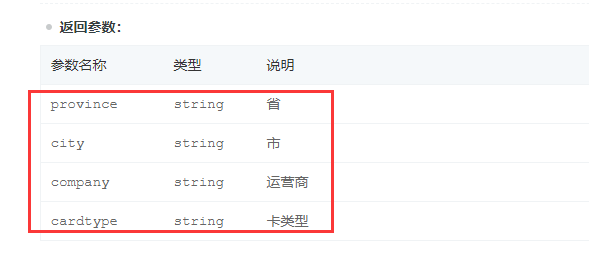 返回参数：
参数名称 类型 说明
province string 省
city string 市
company string 运营商
cardtype string 卡类型